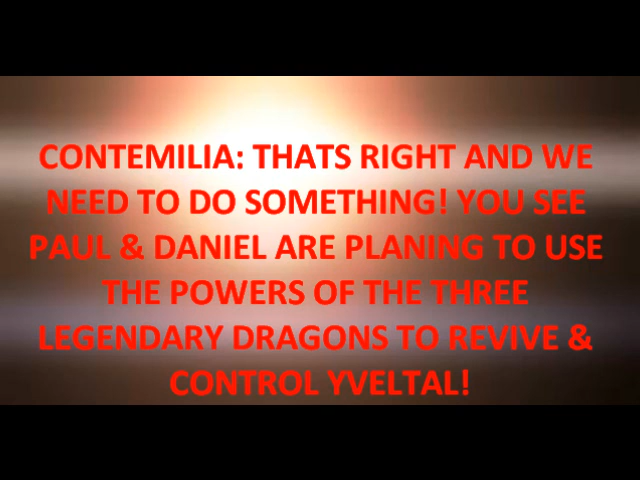 CONTEMILIA: THATS RIGHT AND WE
NEED TO DO SOMETHING! YOU SEE
PAUL & DANIEL ARE PLANING TO USE
THE POWERS OF THE THREE
LEGENDARY DRAGONS TO REVIVE &
CONTROL YVELTAL!